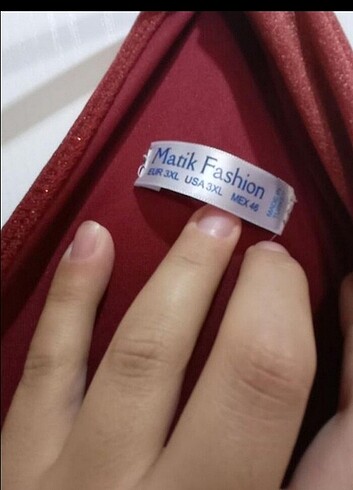 Matik Fashion
EUR 3XL USA 3XL MEX 46